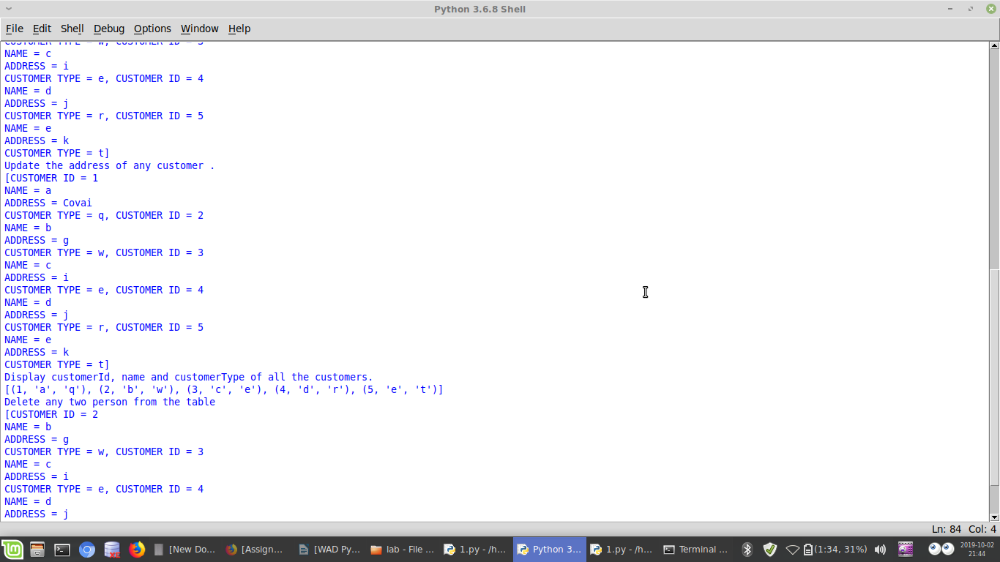 Python 3.6.8 Shell
File Edit Shell Debug Options Window Help
CUSTOMER TYPE = w, CUSTOMER ID = 3
NAME = c
ADDRESS = i
CUSTOMER TYPE = e, CUSTOMER ID = 4
NAME = d
ADDRESS = j
CUSTOMER TYPE = r, CUSTOMER ID = 5
NAME = e
ADDRESS = k
CUSTOMER TYPE = t]
Update the address of any customer .
[CUSTOMER ID = 1
NAME = a
ADDRESS = Covai
CUSTOMER TYPE = q, CUSTOMER ID = 2
NAME = b
ADDRESS = g
CUSTOMER TYPE = w, CUSTOMER ID = 3
NAME = c
ADDRESS = i
CUSTOMER TYPE = e, CUSTOMER ID = 4
NAME = d
ADDRESS = j
CUSTOMER TYPE = r, CUSTOMER ID = 5
NAME = e
ADDRESS = k
CUSTOMER TYPE = t]
Display customerId, name and customerType of all the customers.
[(1, 'a', 'q'), (2, 'b', 'w'), (3, 'c', 'e'), (4, 'd', 'r'), (5, 'e', 't')]
Delete any two person from the table
[CUSTOMER ID = 2
NAME = b
ADDRESS = g
CUSTOMER TYPE = w, CUSTOMER ID = 3
NAME = c
ADDRESS = i
CUSTOMER TYPE = e, CUSTOMER ID = 4
NAME = d
ADDRESS = j
Ln: 84 Col: 4
[New Do... [Assign... [WAD Py... lab - File ... 1.py - /h... Python 3... 1.py - /h... Terminal ... (1:34, 31%) 2019-10-02
21:44